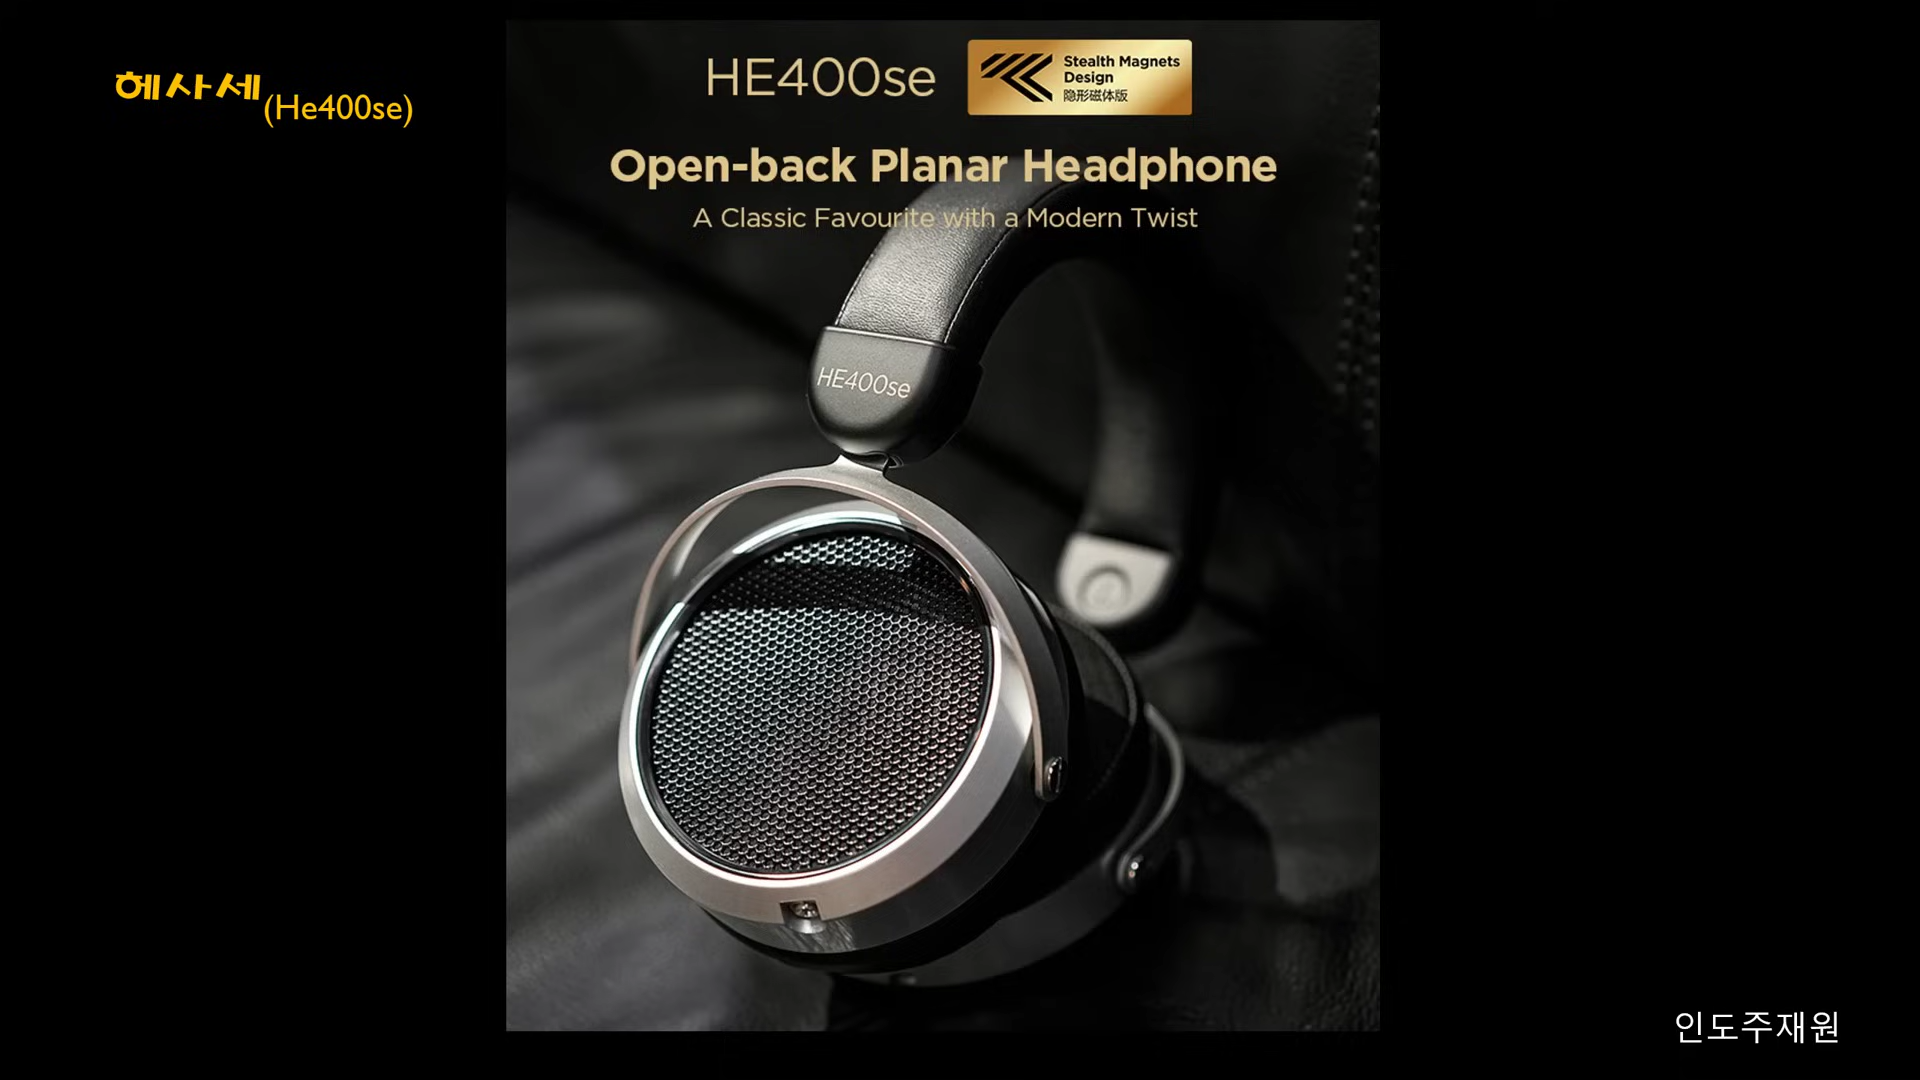 헤사세(He400se)
HE400se
Stealth Magnets
Design
隐形磁体版
Open-back Planar Headphone
A Classic Favourite with a Modern Twist
HE400se
인도주재원